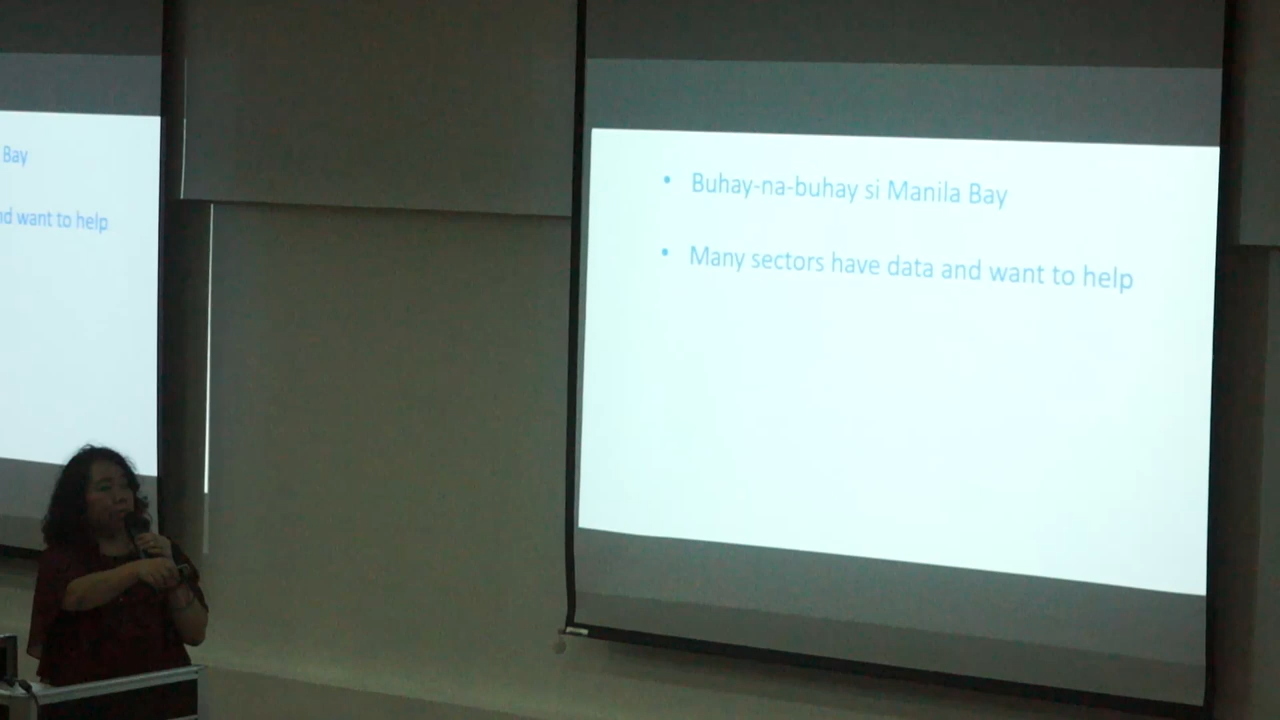 Bay
nd want to help
• Buhay-na-buhay si Manila Bay
• Many sectors have data and want to help